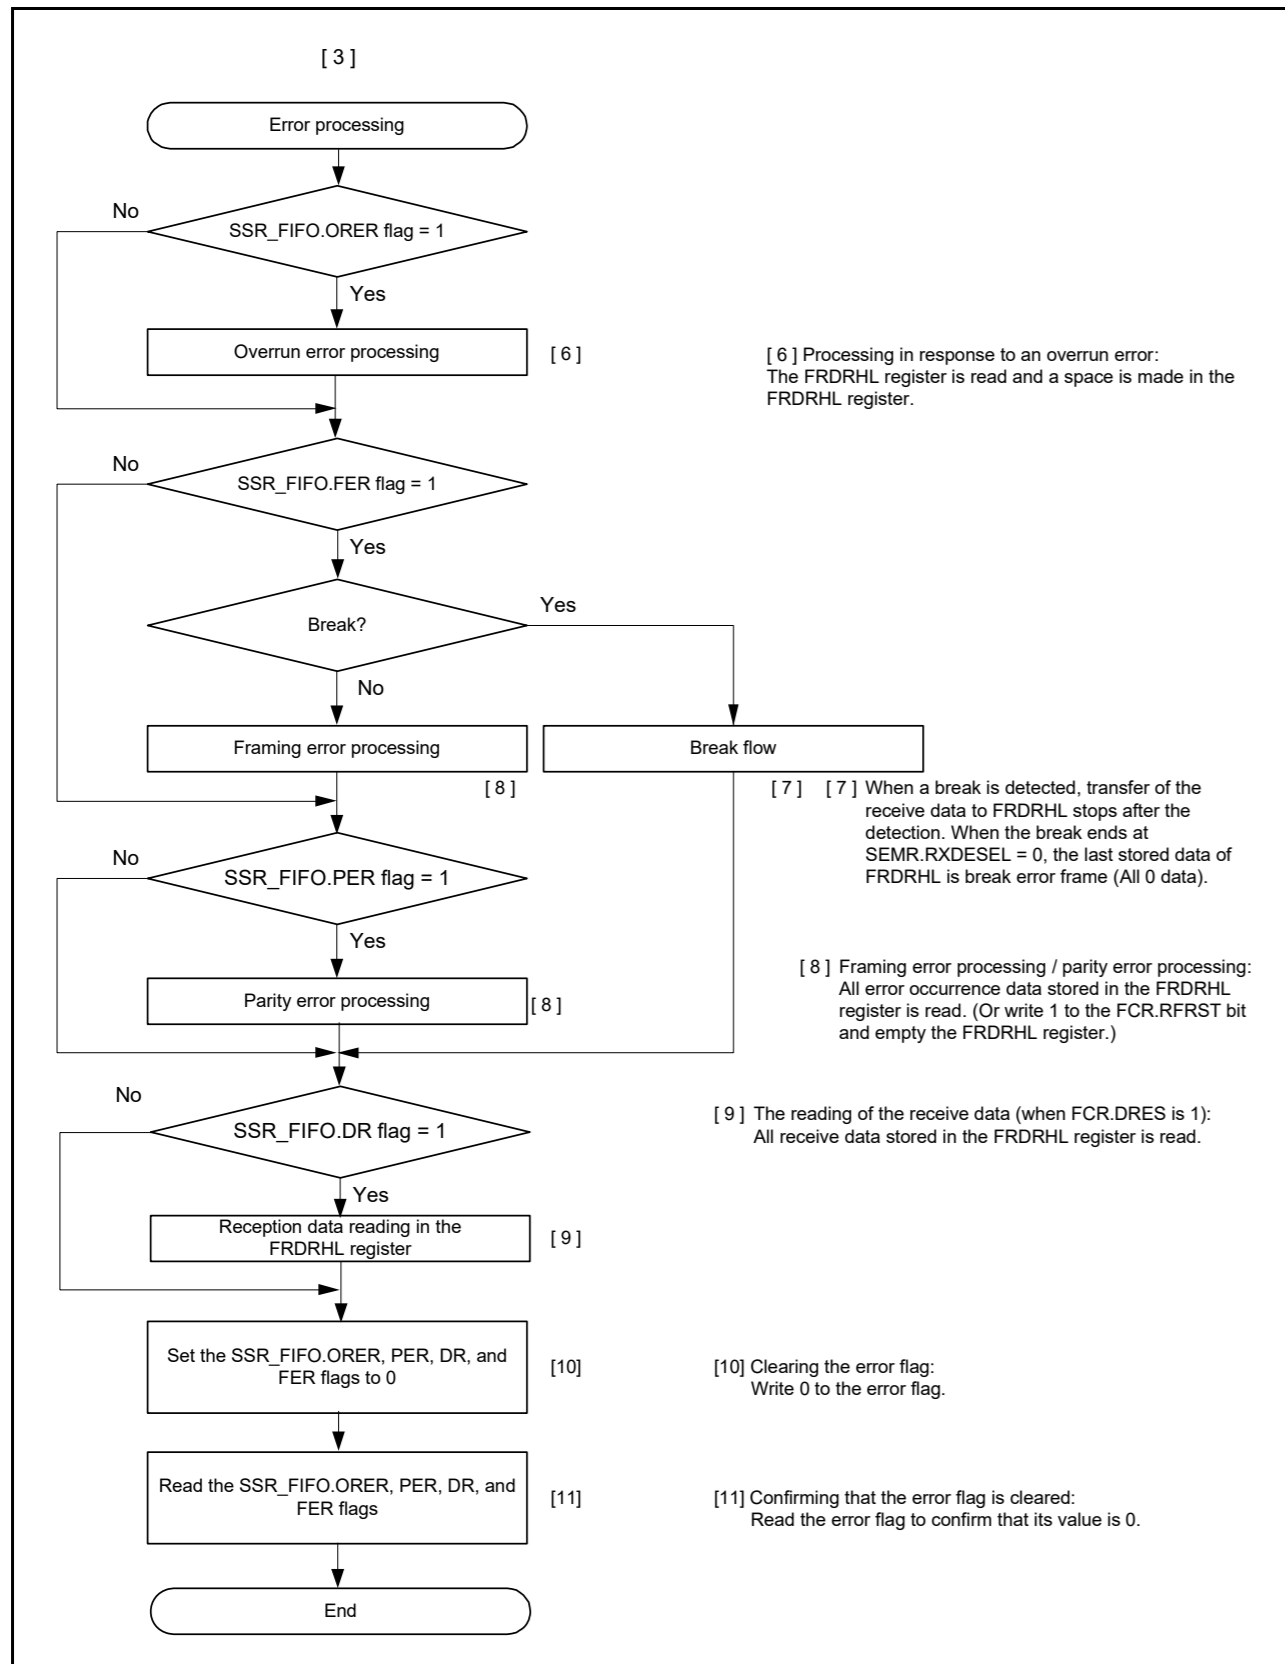 [ 3 ]
Error processing
No
SSR_FIFO.ORER flag = 1
Yes
Overrun error processing
[ 6 ]
[ 6 ] Processing in response to an overrun error:
The FRDRHL register is read and a space is made in the
FRDRHL register.
No
SSR_FIFO.FER flag = 1
Yes
Break?
Yes
No
Framing error processing
Break flow
[ 8 ]
[ 7 ]
[ 7 ] When a break is detected, transfer of the
receive data to FRDRHL stops after the
detection. When the break ends at
SEMR.RXDESEL = 0, the last stored data of
FRDRHL is break error frame (All 0 data).
No
SSR_FIFO.PER flag = 1
Yes
Parity error processing
[ 8 ]
[ 8 ] Framing error processing / parity error processing:
All error occurrence data stored in the FRDRHL
register is read. (Or write 1 to the FCR.RFRST bit
and empty the FRDRHL register.)
No
SSR_FIFO.DR flag = 1
Yes
[ 9 ] The reading of the receive data (when FCR.DRES is 1):
All receive data stored in the FRDRHL register is read.
Reception data reading in the
FRDRHL register
[ 9 ]
Set the SSR_FIFO.ORER, PER, DR, and
FER flags to 0
[10]
[10] Clearing the error flag:
Write 0 to the error flag.
Read the SSR_FIFO.ORER, PER, DR, and
FER flags
[11]
[11] Confirming that the error flag is cleared:
Read the error flag to confirm that its value is 0.
End